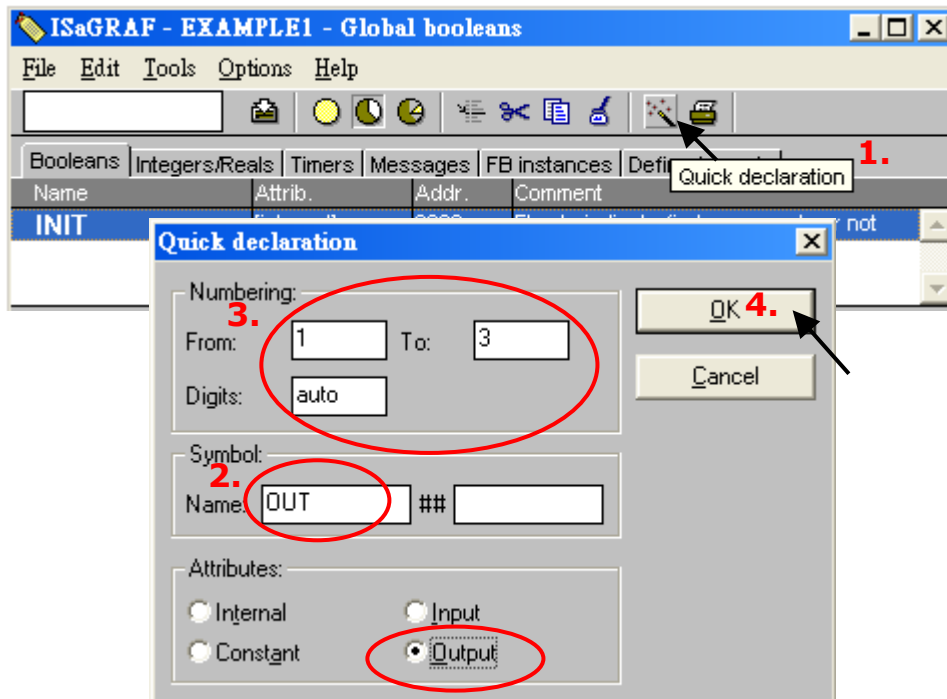 ISaGRAF - EXAMPLE1 - Global booleans
File Edit Tools Options Help
Booleans Integers/Reals Timers Messages FB instances
Quick declaration 1.
Name Attrib. Addr. Comment
INIT not
Quick declaration
Numbering:
3.
From: 1 To: 3
Digits: auto
OK 4.
Cancel
Symbol:
2.
Name: OUT ##
Attributes:
Internal Input
Constant Output